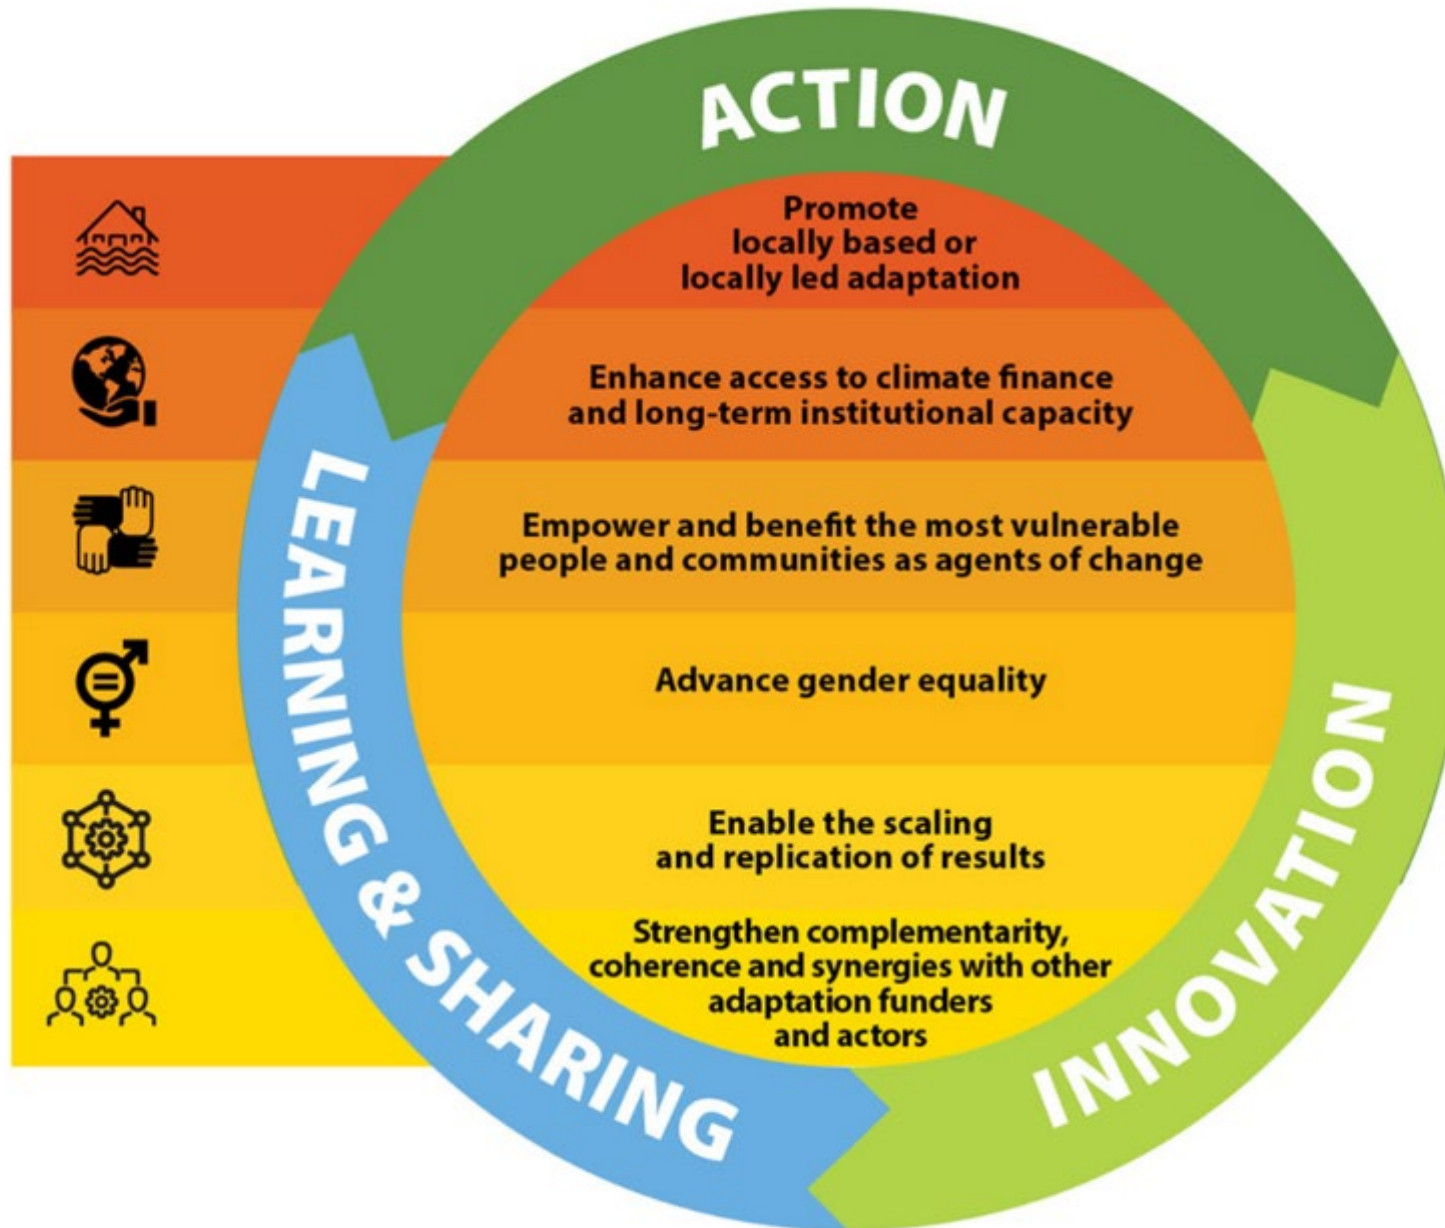 ACTION
Promote
locally based or
locally led adaptation
Enhance access to climate finance
and long-term institutional capacity
Empower and benefit the most vulnerable
people and communities as agents of change
Advance gender equality
Enable the scaling
and replication of results
Strengthen complementarity,
coherence and synergies with other
adaptation funders
and actors
LEARNING & SHARING
INNOVATION